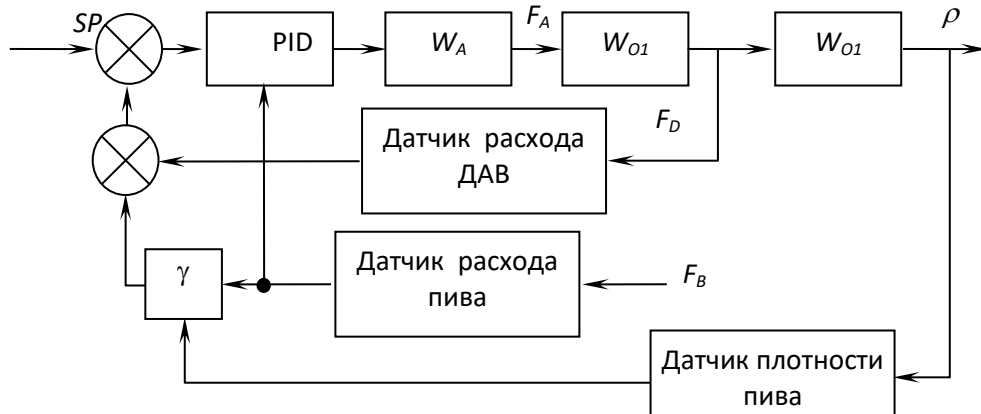 SP
PID
W_A
F_A
W_O1
W_O1
ρ
Датчик расхода
ДАВ
F_D
γ
Датчик расхода
пива
F_B
Датчик плотности
пива